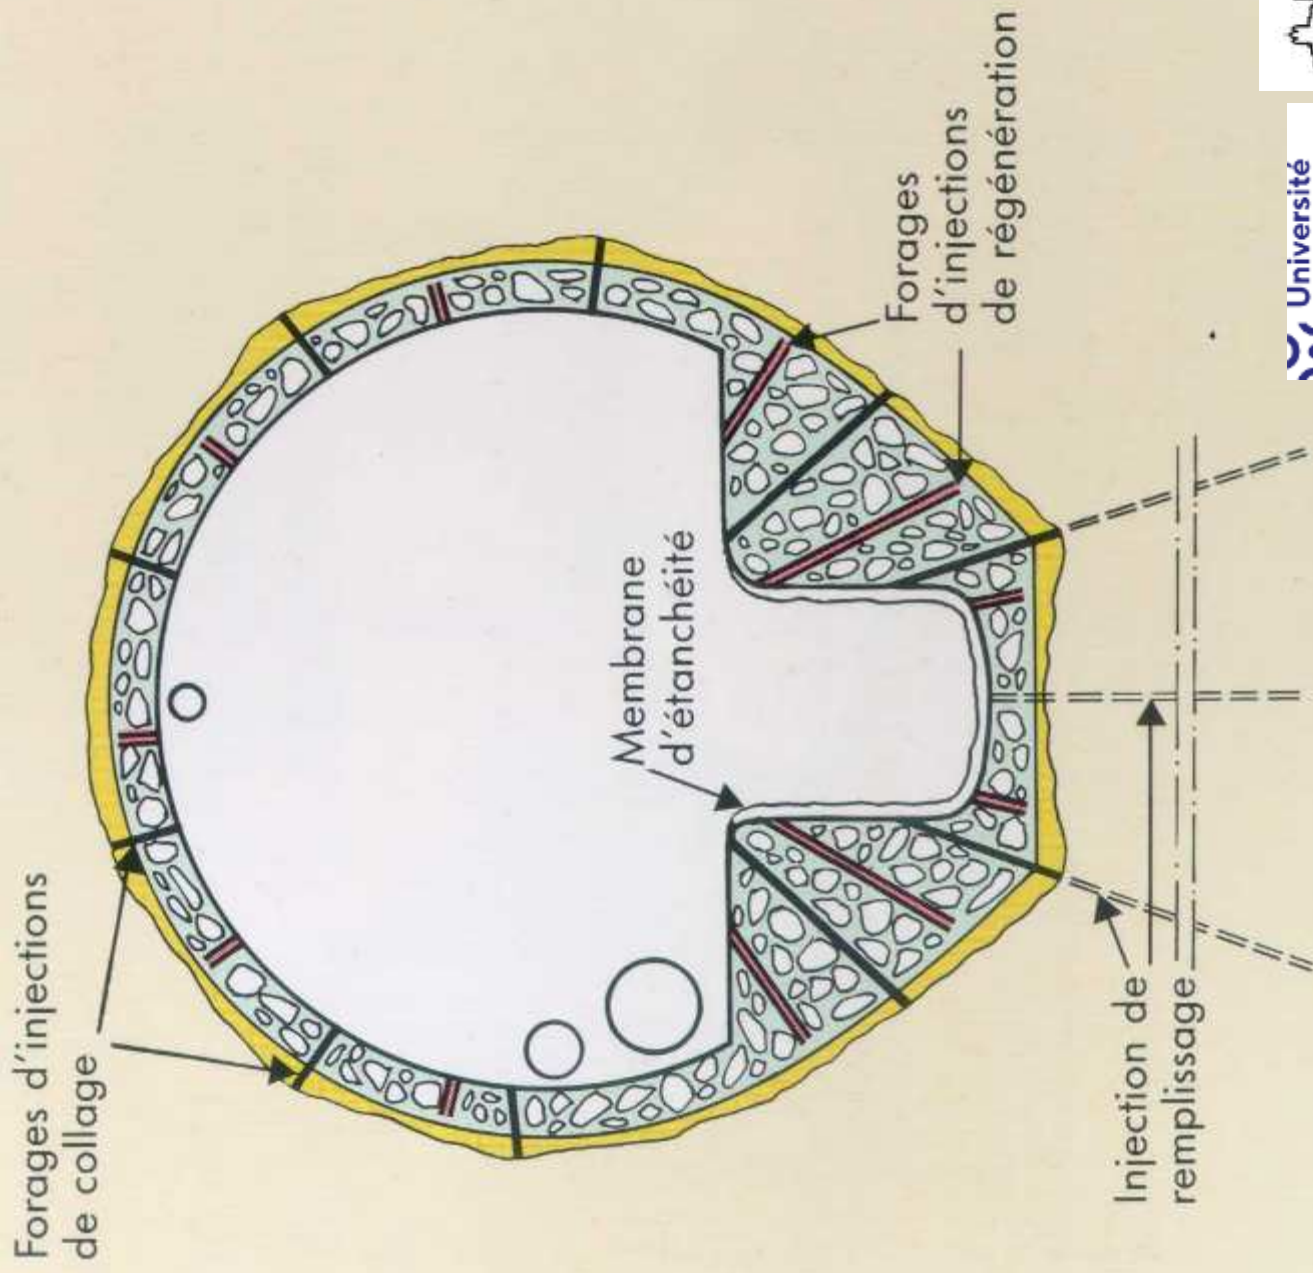 Forages d'injections
de collage
Membrane
d'étanchéité
Forages
d'injections
de régénération
Injection de
remplissage
Université